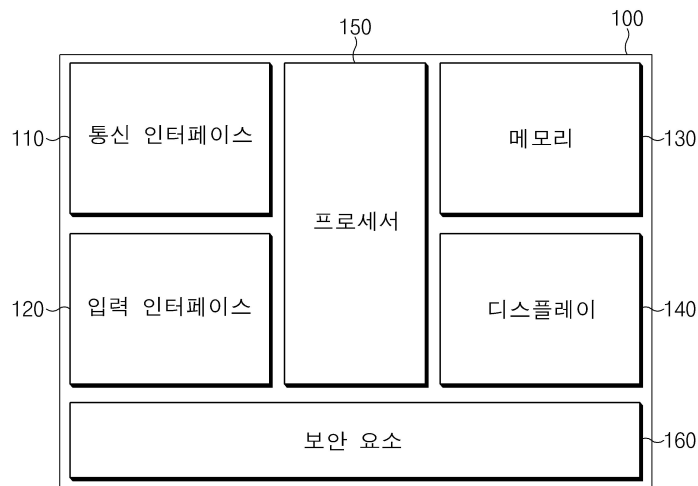 100
150
110
통신 인터페이스
프로세서
메모리
130
120
입력 인터페이스
디스플레이
140
보안 요소
160